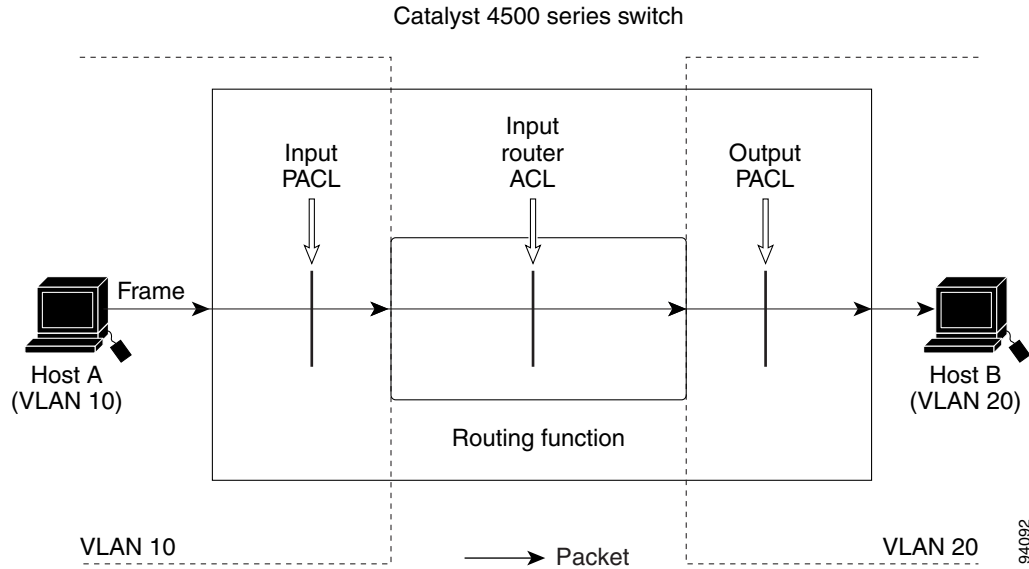 Catalyst 4500 series switch
Input
PACL
Input
router
ACL
Output
PACL
Frame
Host A
(VLAN 10)
Host B
(VLAN 20)
Routing function
VLAN 10
Packet
VLAN 20
94092